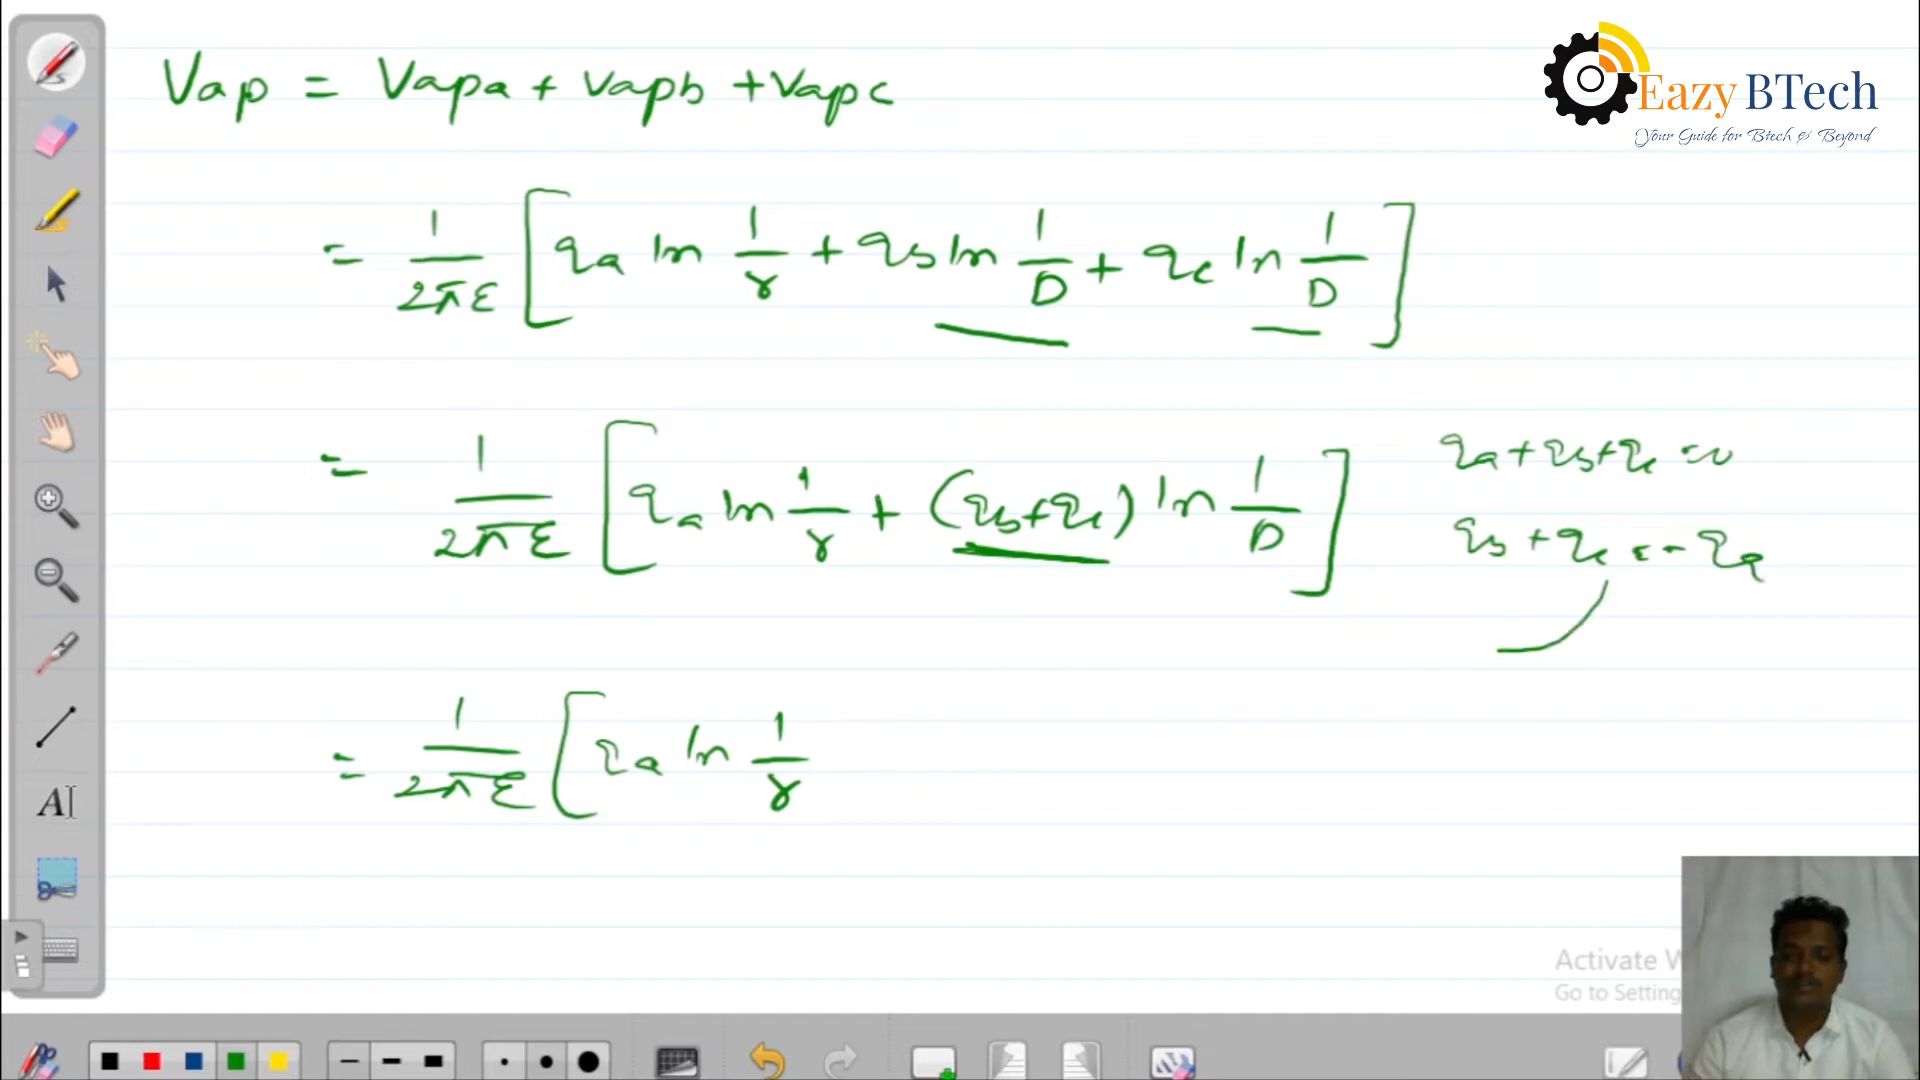 Eazy BTech
Your Guide for Btech & Beyond
Vap = Vapa + Vapb + Vapc
= 1/2πε [qa ln 1/r + qb ln 1/D + qc ln 1/D]
= 1/2πε [qa ln 1/r + (qb+qc) ln 1/D]
qa + qb + qc = 0
qb + qc = - qa
= 1/2πε [qa ln 1/r
A
Activate W
Go to Setting